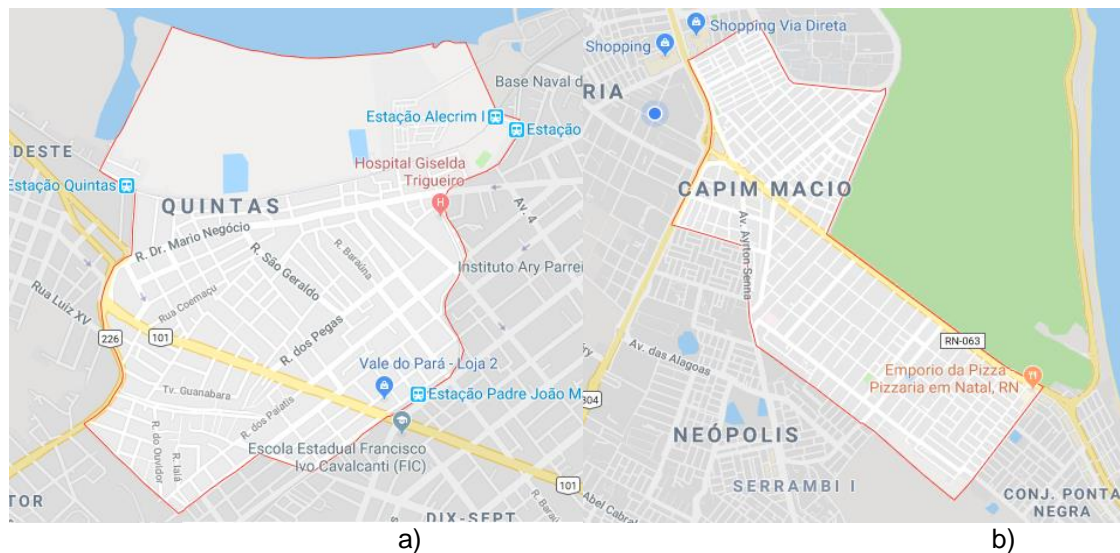 Base Naval d
Estação Alecrim I
Estação
DESTE
Hospital Giselda
Trigueiro
Estação Quintas
QUINTAS
H
Av. 4
R. Dr. Mario Negócio
R. Baraúna
R. São Geraldo
Instituto Ary Parrei
Rua Luíz XV
Rua Coemaçu
R. dos Pegas
226
101
Vale do Pará - Loja 2
Tv. Guanabara
Estação Padre João M
R. dos Paiatis
R. do Ouvidor
R. Iaiá
Escola Estadual Francisco
Ivo Cavalcanti (FIC)
101
TOR
DIX-SEPT
R. Baraú
Shopping Via Direta
Shopping
RIA
CAPIM MACIO
Av. Ayrton Senna
RN-063
Av. das Alagoas
Emporio da Pizza
Pizzaria em Natal, RN
304
NEÓPOLIS
SERRAMBI I
Abel Cabral
CONJ. PONTA
NEGRA
a)
b)